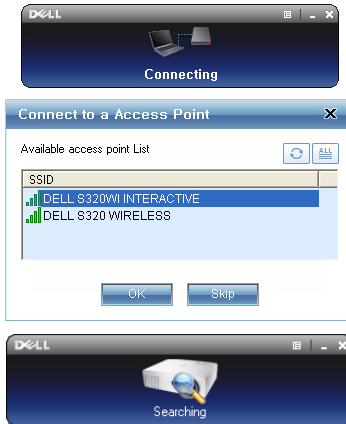 DELL
Connecting
Connect to a Access Point
Available access point List
ALL
SSID
DELL S320WI INTERACTIVE
DELL S320 WIRELESS
OK Skip
DELL
Searching